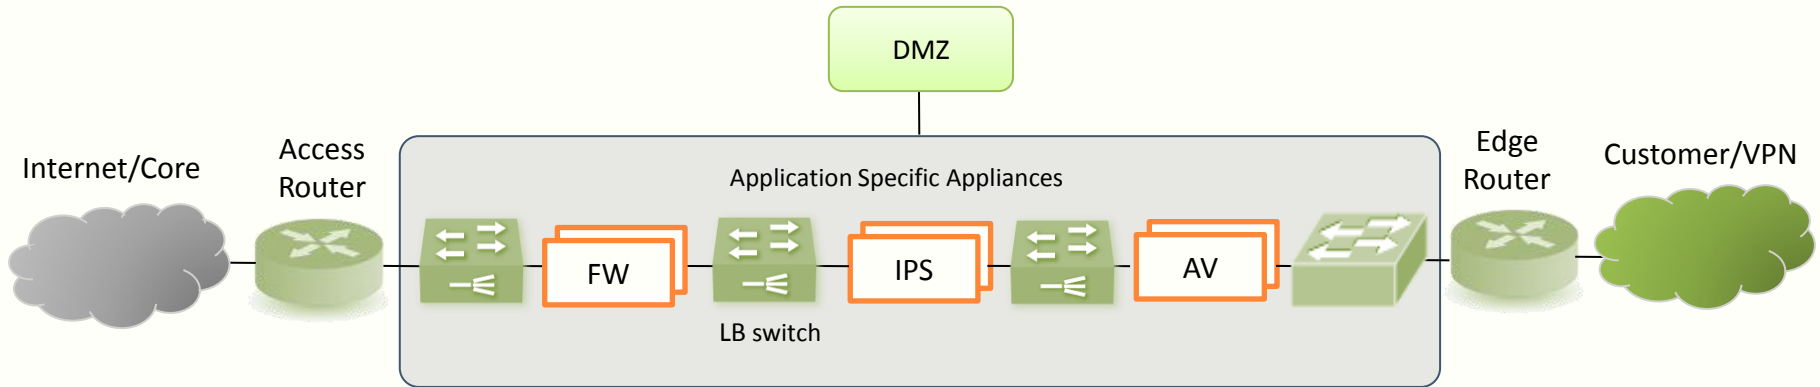 DMZ
Internet/Core
Access
Router
Application Specific Appliances
FW
LB switch
IPS
AV
Edge
Router
Customer/VPN